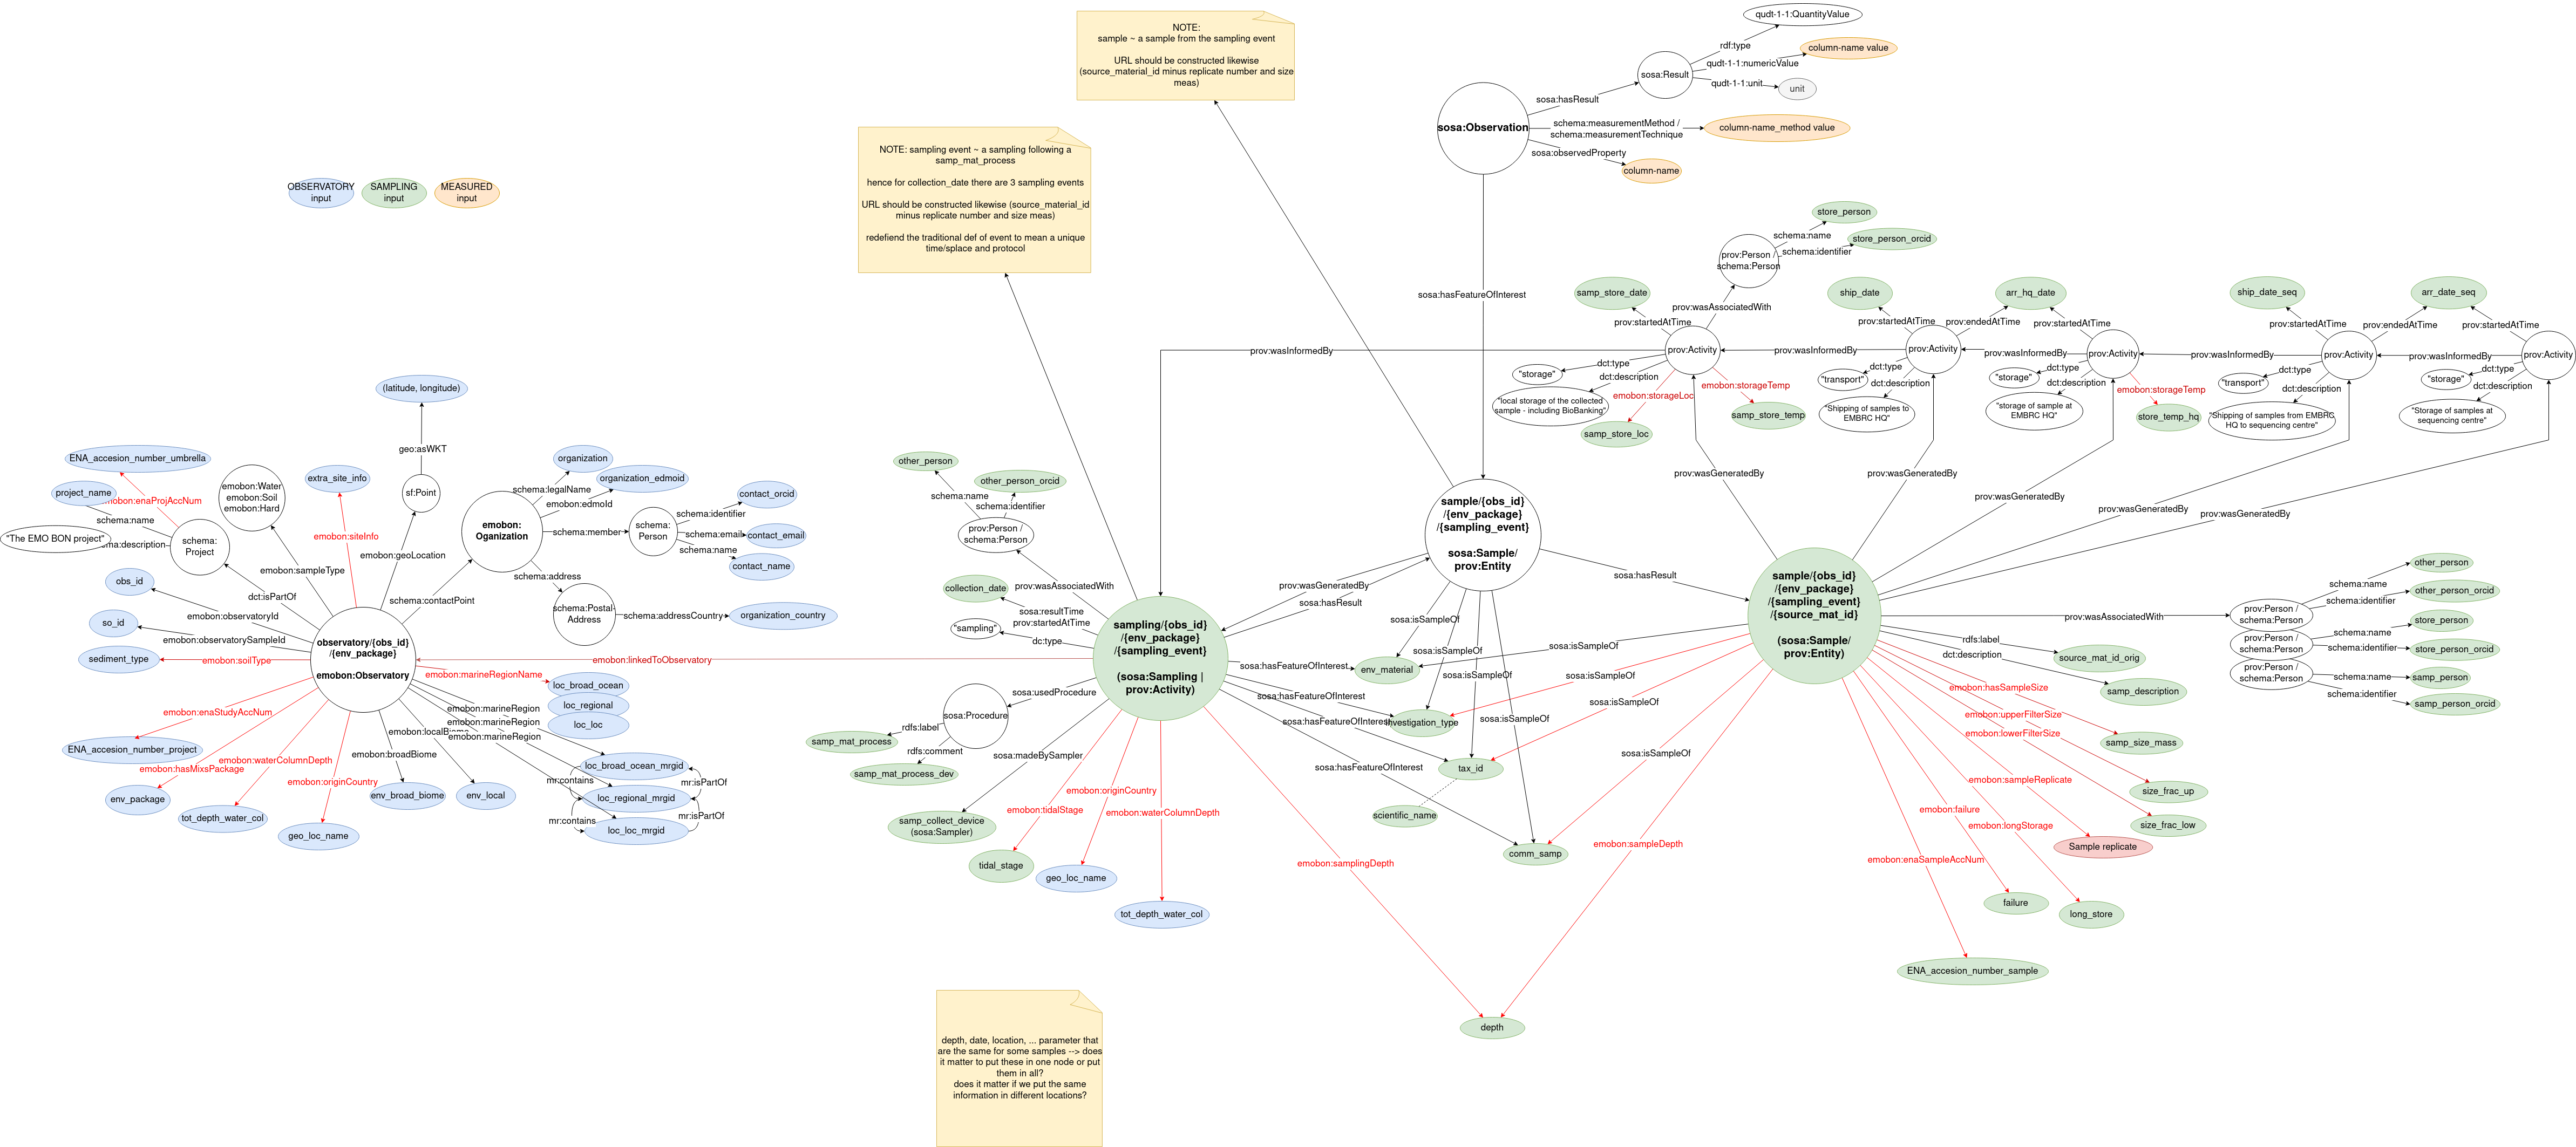 NOTE:
sample ~ a sample from the sampling event
URL should be constructed likewise
(source_material_id minus replicate number and size
meas)
NOTE: sampling event ~ a sampling following a
samp_mat_process
hence for collection_date there are 3 sampling events
URL should be constructed likewise (source_material_id
minus replicate number and size meas)
redefiend the traditional def of event to mean a unique
time/splace and protocol
OBSERVATORY
input
SAMPLING
input
MEASURED
input
qudt-1-1:QuantityValue
rdf:type
column-name value
qudt-1-1:numericValue
sosa:Result
qudt-1-1:unit
unit
sosa:hasResult
sosa:Observation
schema:measurementMethod /
schema:measurementTechnique
column-name_method value
sosa:observedProperty
column-name
sosa:hasFeatureOfInterest
store_person
schema:name
store_person_orcid
schema:identifier
prov:Person /
schema:Person
samp_store_date
prov:wasAssociatedWith
prov:startedAtTime
prov:Activity
prov:wasInformedBy
dct:type
"storage"
dct:description
"local storage of the collected
sample - including BioBanking"
emobon:storageLoc
samp_store_loc
emobon:storageTemp
samp_store_temp
prov:wasInformedBy
ship_date
prov:startedAtTime
prov:Activity
prov:endedAtTime
arr_hq_date
dct:type
"transport"
dct:description
"Shipping of samples to
EMBRC HQ"
prov:wasInformedBy
prov:startedAtTime
prov:Activity
dct:type
"storage"
dct:description
"storage of sample at
EMBRC HQ"
emobon:storageTemp
store_temp_hq
prov:wasInformedBy
ship_date_seq
prov:startedAtTime
prov:Activity
prov:endedAtTime
arr_date_seq
dct:type
"transport"
dct:description
"Shipping of samples from EMBRC
HQ to sequencing centre"
prov:wasInformedBy
prov:startedAtTime
prov:Activity
dct:type
"storage"
dct:description
"Storage of samples at
sequencing centre"
prov:wasGeneratedBy
prov:wasGeneratedBy
prov:wasGeneratedBy
prov:wasGeneratedBy
prov:wasGeneratedBy
(latitude, longitude)
geo:asWKT
sf:Point
emobon:geoLocation
ENA_accesion_number_umbrella
project_name
emobon:enaProjAccNum
schema:name
"The EMO BON project"
schema:description
schema:
Project
dct:isPartOf
emobon:Water
emobon:Soil
emobon:Hard
emobon:sampleType
extra_site_info
emobon:siteInfo
organization
schema:legalName
organization_edmoid
emobon:edmoId
emobon:
Oganization
schema:member
schema:
Person
schema:identifier
contact_orcid
schema:email
contact_email
schema:name
contact_name
schema:address
schema:Postal-
Address
schema:addressCountry
organization_country
schema:contactPoint
obs_id
emobon:observatoryId
so_id
emobon:observatorySampleId
sediment_type
emobon:soilType
observatory/{obs_id}
/{env_package}
emobon:Observatory
emobon:linkedToObservatory
emobon:marineRegionName
loc_broad_ocean
loc_regional
loc_loc
emobon:enaStudyAccNum
ENA_accesion_number_project
emobon:hasMixsPackage
env_package
emobon:waterColumnDepth
tot_depth_water_col
emobon:originCountry
geo_loc_name
emobon:broadBiome
env_broad_biome
emobon:localBiome
env_local
emobon:marineRegion
emobon:marineRegion
emobon:marineRegion
loc_broad_ocean_mrgid
mr:contains
mr:isPartOf
loc_regional_mrgid
mr:contains
mr:isPartOf
loc_loc_mrgid
other_person
schema:name
other_person_orcid
schema:identifier
prov:Person /
schema:Person
prov:wasAssociatedWith
collection_date
sosa:resultTime
prov:startedAtTime
"sampling"
dc:type
sampling/{obs_id}
/{env_package}
/{sampling_event}
(sosa:Sampling |
prov:Activity)
sosa:usedProcedure
sosa:Procedure
rdfs:label
samp_mat_process
rdfs:comment
samp_mat_process_dev
sosa:madeBySampler
samp_collect_device
(sosa:Sampler)
emobon:tidalStage
tidal_stage
emobon:originCountry
geo_loc_name
emobon:waterColumnDepth
tot_depth_water_col
emobon:samplingDepth
depth
prov:wasGeneratedBy
sosa:hasResult
sample/{obs_id}
/{env_package}
/{sampling_event}
sosa:Sample/
prov:Entity
sosa:hasResult
sosa:isSampleOf
sosa:isSampleOf
sosa:isSampleOf
sosa:isSampleOf
sosa:hasFeatureOfInterest
sosa:hasFeatureOfInterest
sosa:hasFeatureOfInterest
sosa:hasFeatureOfInterest
env_material
investigation_type
tax_id
scientific_name
comm_samp
sosa:isSampleOf
sosa:isSampleOf
sosa:isSampleOf
sosa:isSampleOf
emobon:sampleDepth
sample/{obs_id}
/{env_package}
/{sampling_event}
/{source_mat_id}
(sosa:Sample/
prov:Entity)
prov:wasAssociatedWith
prov:Person /
schema:Person
prov:Person /
schema:Person
prov:Person /
schema:Person
schema:name
other_person
schema:identifier
other_person_orcid
schema:name
store_person
schema:identifier
store_person_orcid
schema:name
samp_person
schema:identifier
samp_person_orcid
rdfs:label
source_mat_id_orig
dct:description
samp_description
emobon:hasSampleSize
samp_size_mass
emobon:upperFilterSize
size_frac_up
emobon:lowerFilterSize
size_frac_low
emobon:sampleReplicate
Sample replicate
emobon:longStorage
long_store
emobon:failure
failure
emobon:enaSampleAccNum
ENA_accesion_number_sample
depth, date, location, ... parameter that
are the same for some samples --> does
it matter to put these in one node or put
them in all?
does it matter if we put the same
information in different locations?